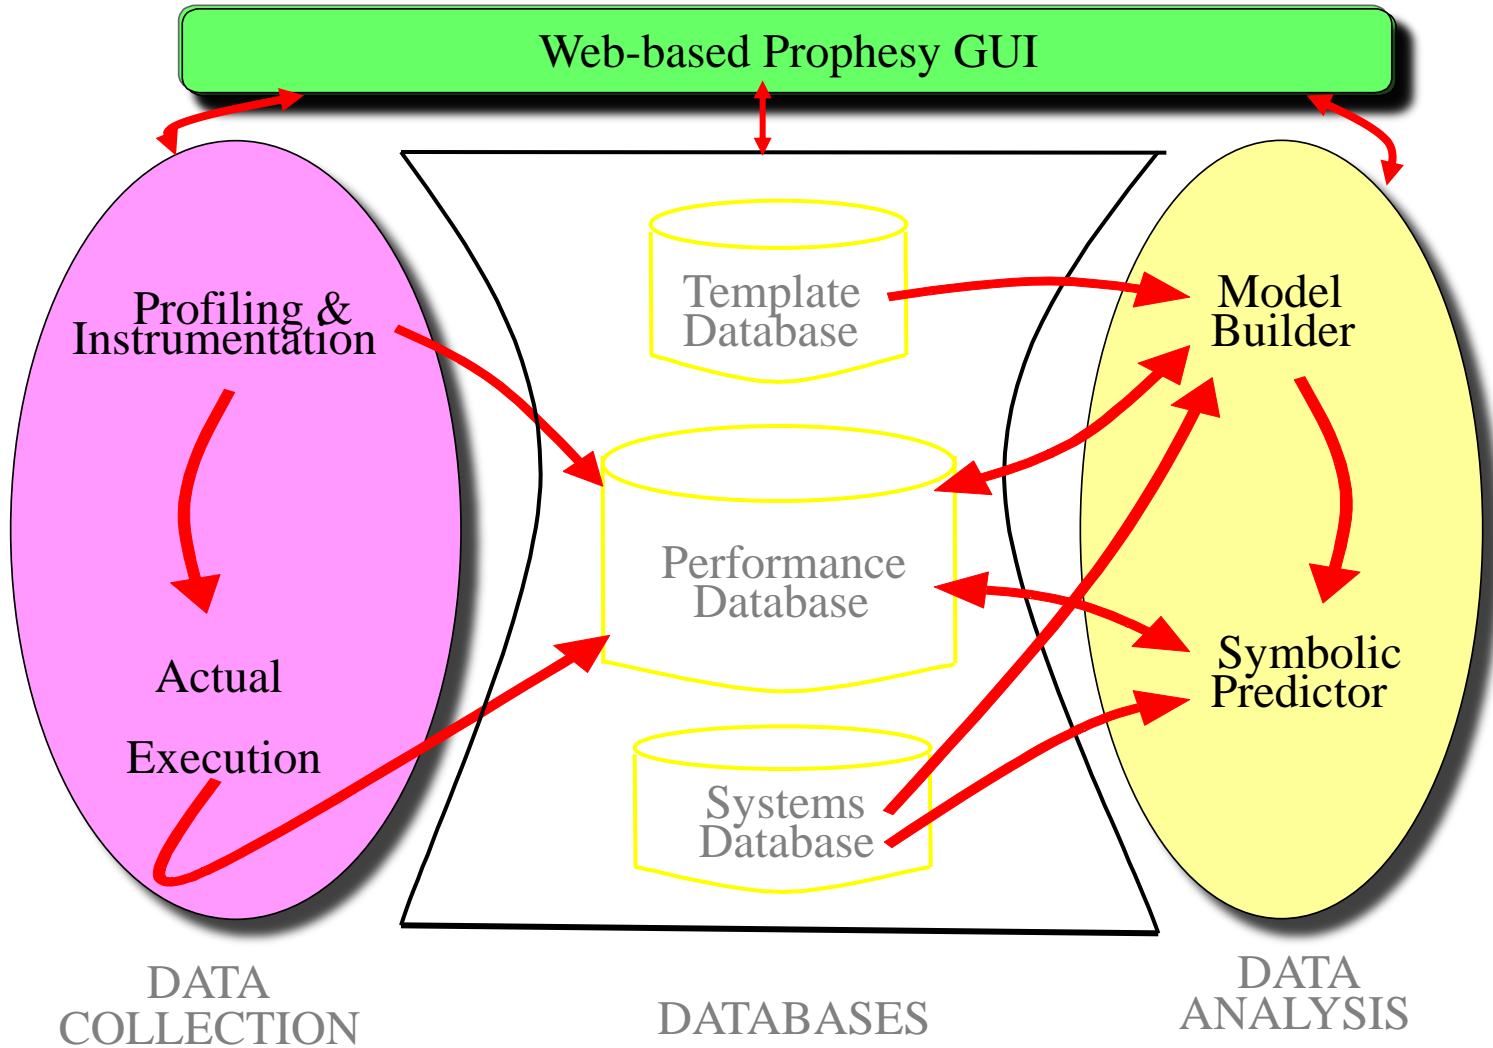 Web-based Prophesy GUI
Profiling &
Instrumentation
Actual
Execution
Template
Database
Performance
Database
Systems
Database
Model
Builder
Symbolic
Predictor
DATA
COLLECTION
DATABASES
DATA
ANALYSIS